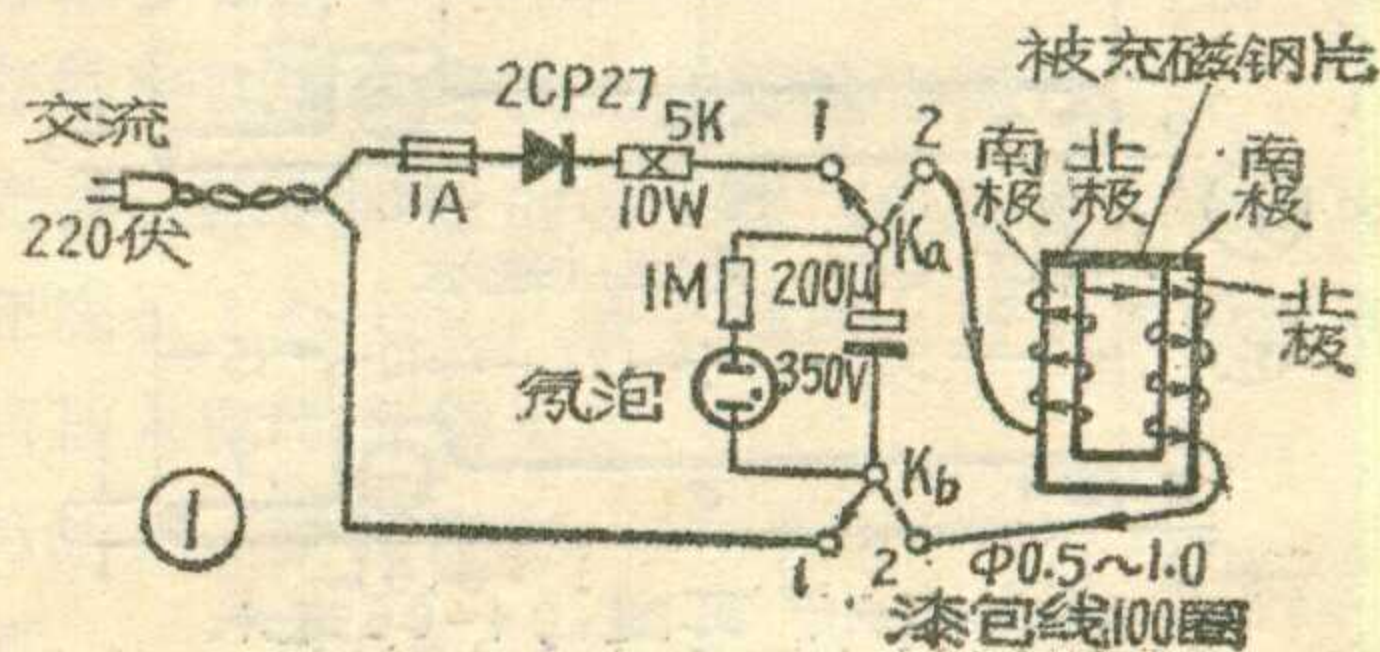 被充磁钢片
交流
220伏
1A
2CP27
5K
10W
1
2
南极
北极
南极
北极
Ka
1M
200μ
350V
氖泡
Kb
1
2
Φ0.5~1.0
漆包线100圈
①